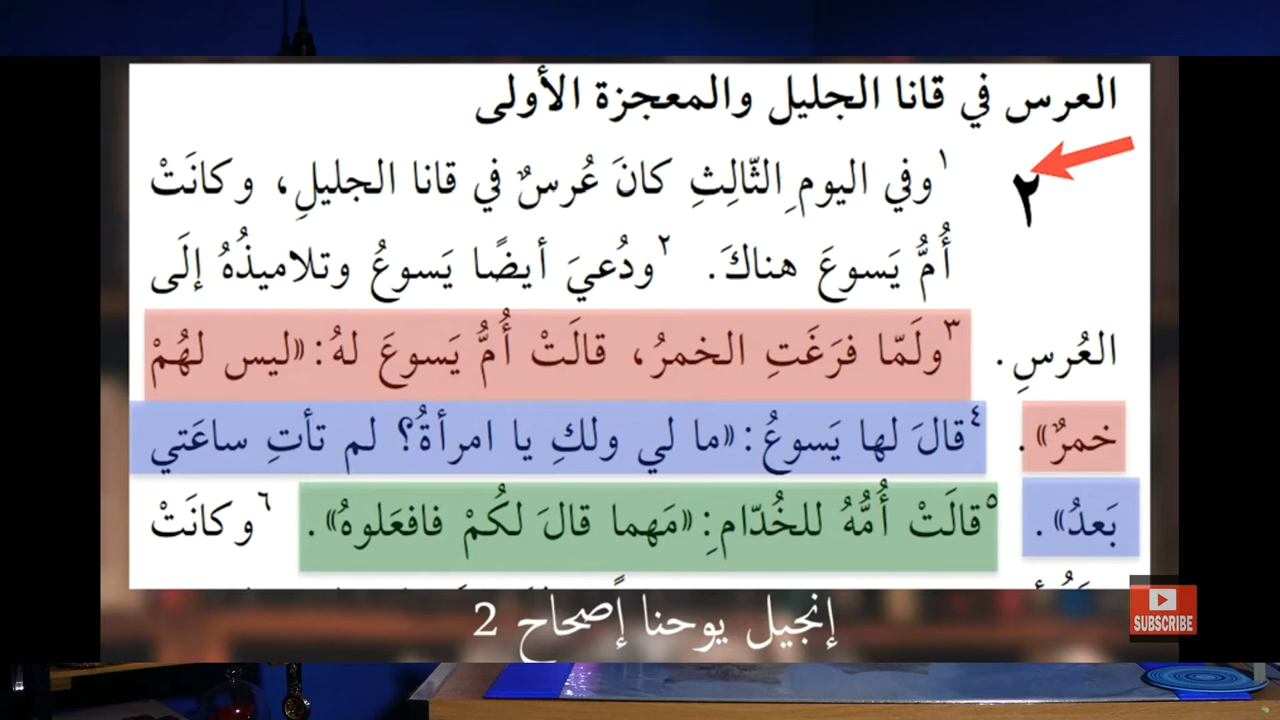 العرس في قانا الجليل والمعجزة الأولى
٢ ١وفي اليومِ الثّالِثِ كانَ عُرسٌ في قانا الجليلِ، وكانَتْ
أُمُّ يَسوعَ هناكَ. ٢ودُعيَ أيضًا يَسوعُ وتلاميذُهُ إلَى
العُرسِ. ٣ولَمّا فرَغَتِ الخمرُ، قالَتْ أُمُّ يَسوعَ لهُ: «ليس لهُمْ
خمرٌ». ٤قالَ لها يَسوعُ: «ما لي ولكِ يا امرأةُ؟ لم تأتِ ساعَتي
بَعدُ». ٥قالَتْ أُمُّهُ للخُدّامِ: «مَهما قالَ لكُمْ فافعَلوهُ». ٦وكانَتْ
إنجيل يوحنا إصحاح 2
SUBSCRIBE